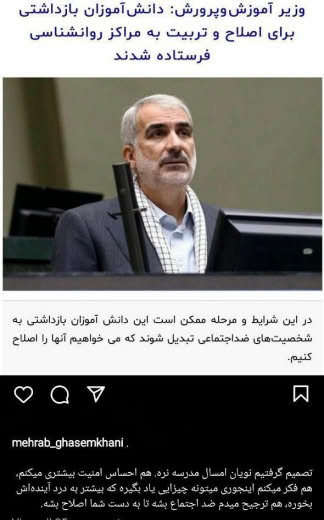 وزیر آموزش‌وپرورش: دانش‌آموزان بازداشتی
برای اصلاح و تربیت به مراکز روانشناسی
فرستاده شدند
در این شرایط و مرحله ممکن است این دانش آموزان بازداشتی به
شخصیت‌های ضداجتماعی تبدیل شوند که می خواهیم آنها را اصلاح
کنیم.
mehrab_ghasemkhani .
تصمیم گرفتیم نویان امسال مدرسه نره. هم احساس امنیت بیشتری میکنم،
هم فکر میکنم اینجوری میتونه چیزایی یاد بگیره که بیشتر به درد آینده‌اش
بخوره، هم ترجیح میدم ضد اجتماع بشه تا به دست شما اصلاح بشه.